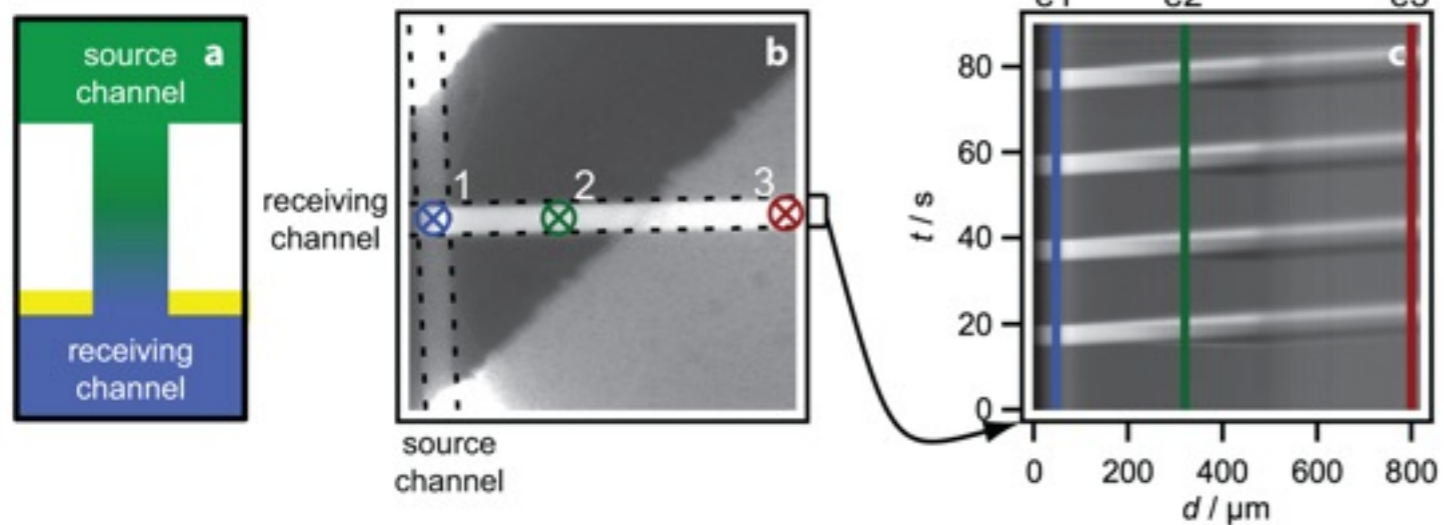 source a
channel
receiving
channel
b
1 2 3
receiving
channel
source
channel
c
80
60
40
20
0
t / s
0 200 400 600 800
d / µm